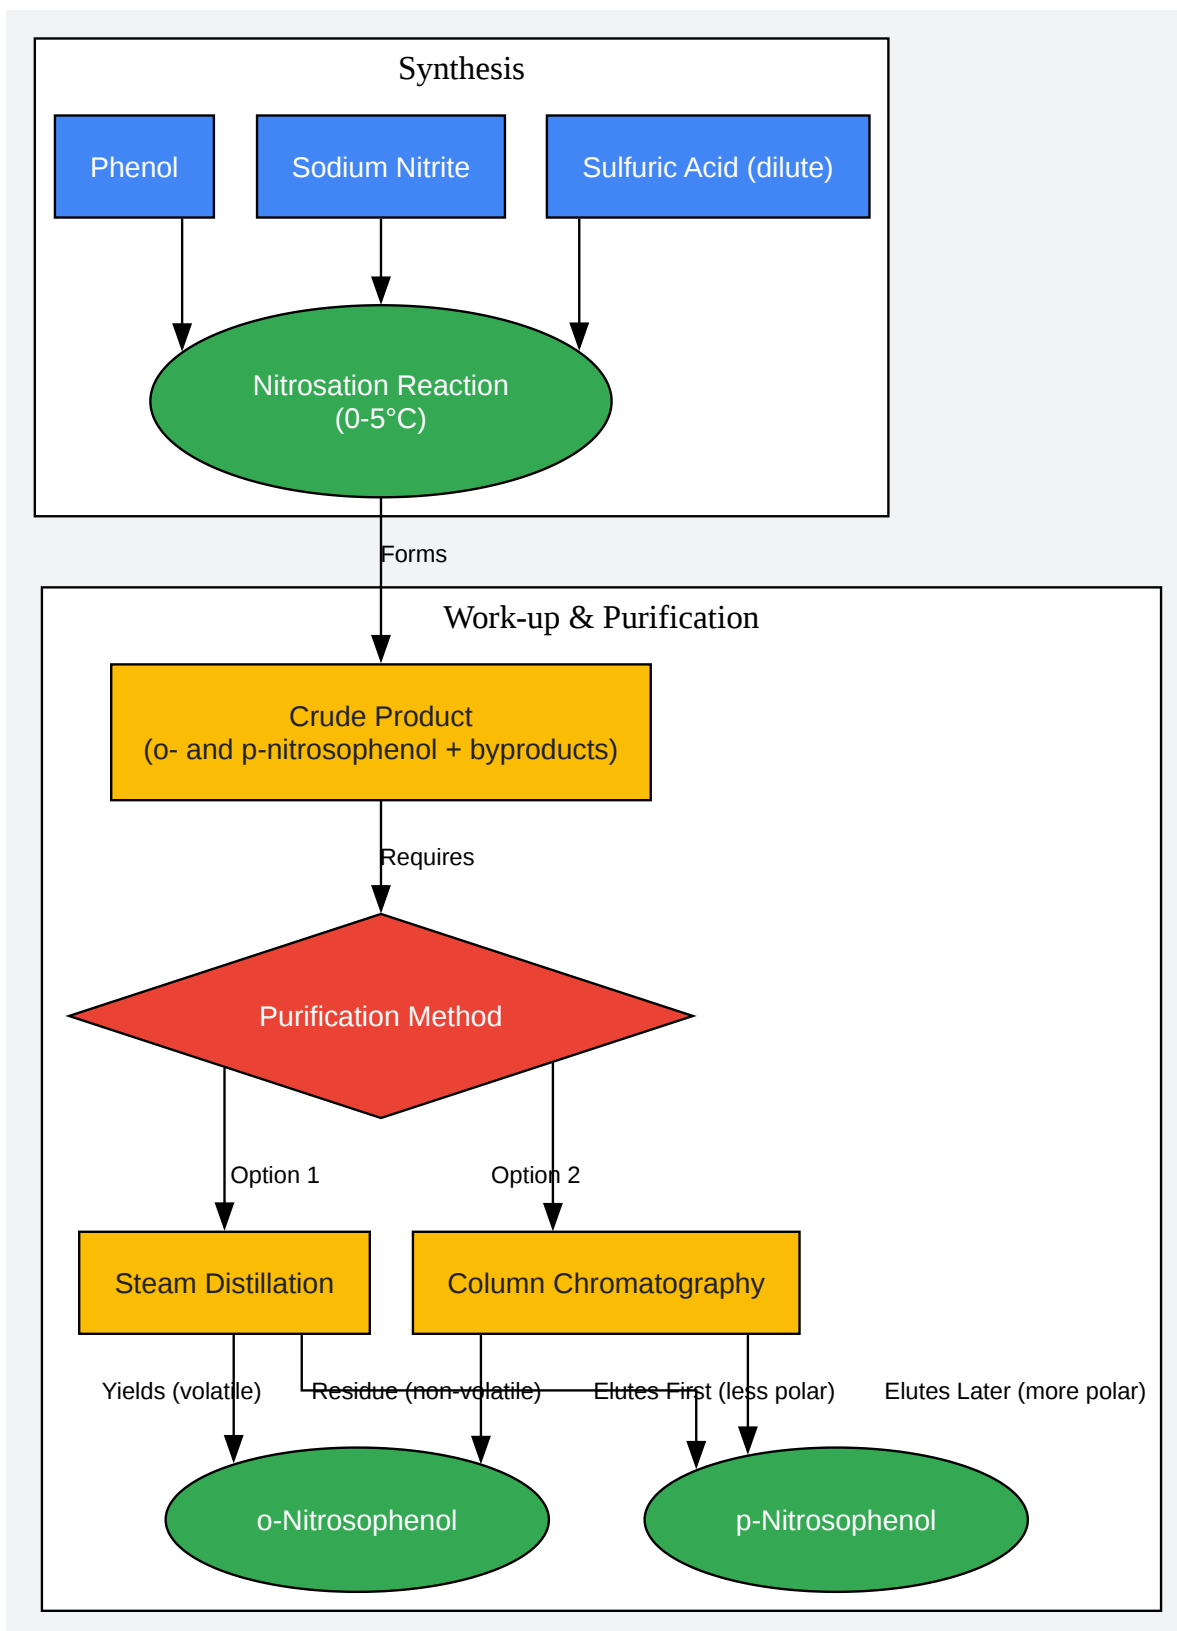 Synthesis
Phenol
Sodium Nitrite
Sulfuric Acid (dilute)
Nitrosation Reaction
(0-5°C)
Forms
Work-up & Purification
Crude Product
(o- and p-nitrosophenol + byproducts)
Requires
Purification Method
Option 1
Option 2
Steam Distillation
Column Chromatography
Yields (volatile)
Residue (non-volatile)
Elutes First (less polar)
Elutes Later (more polar)
o-Nitrosophenol
p-Nitrosophenol